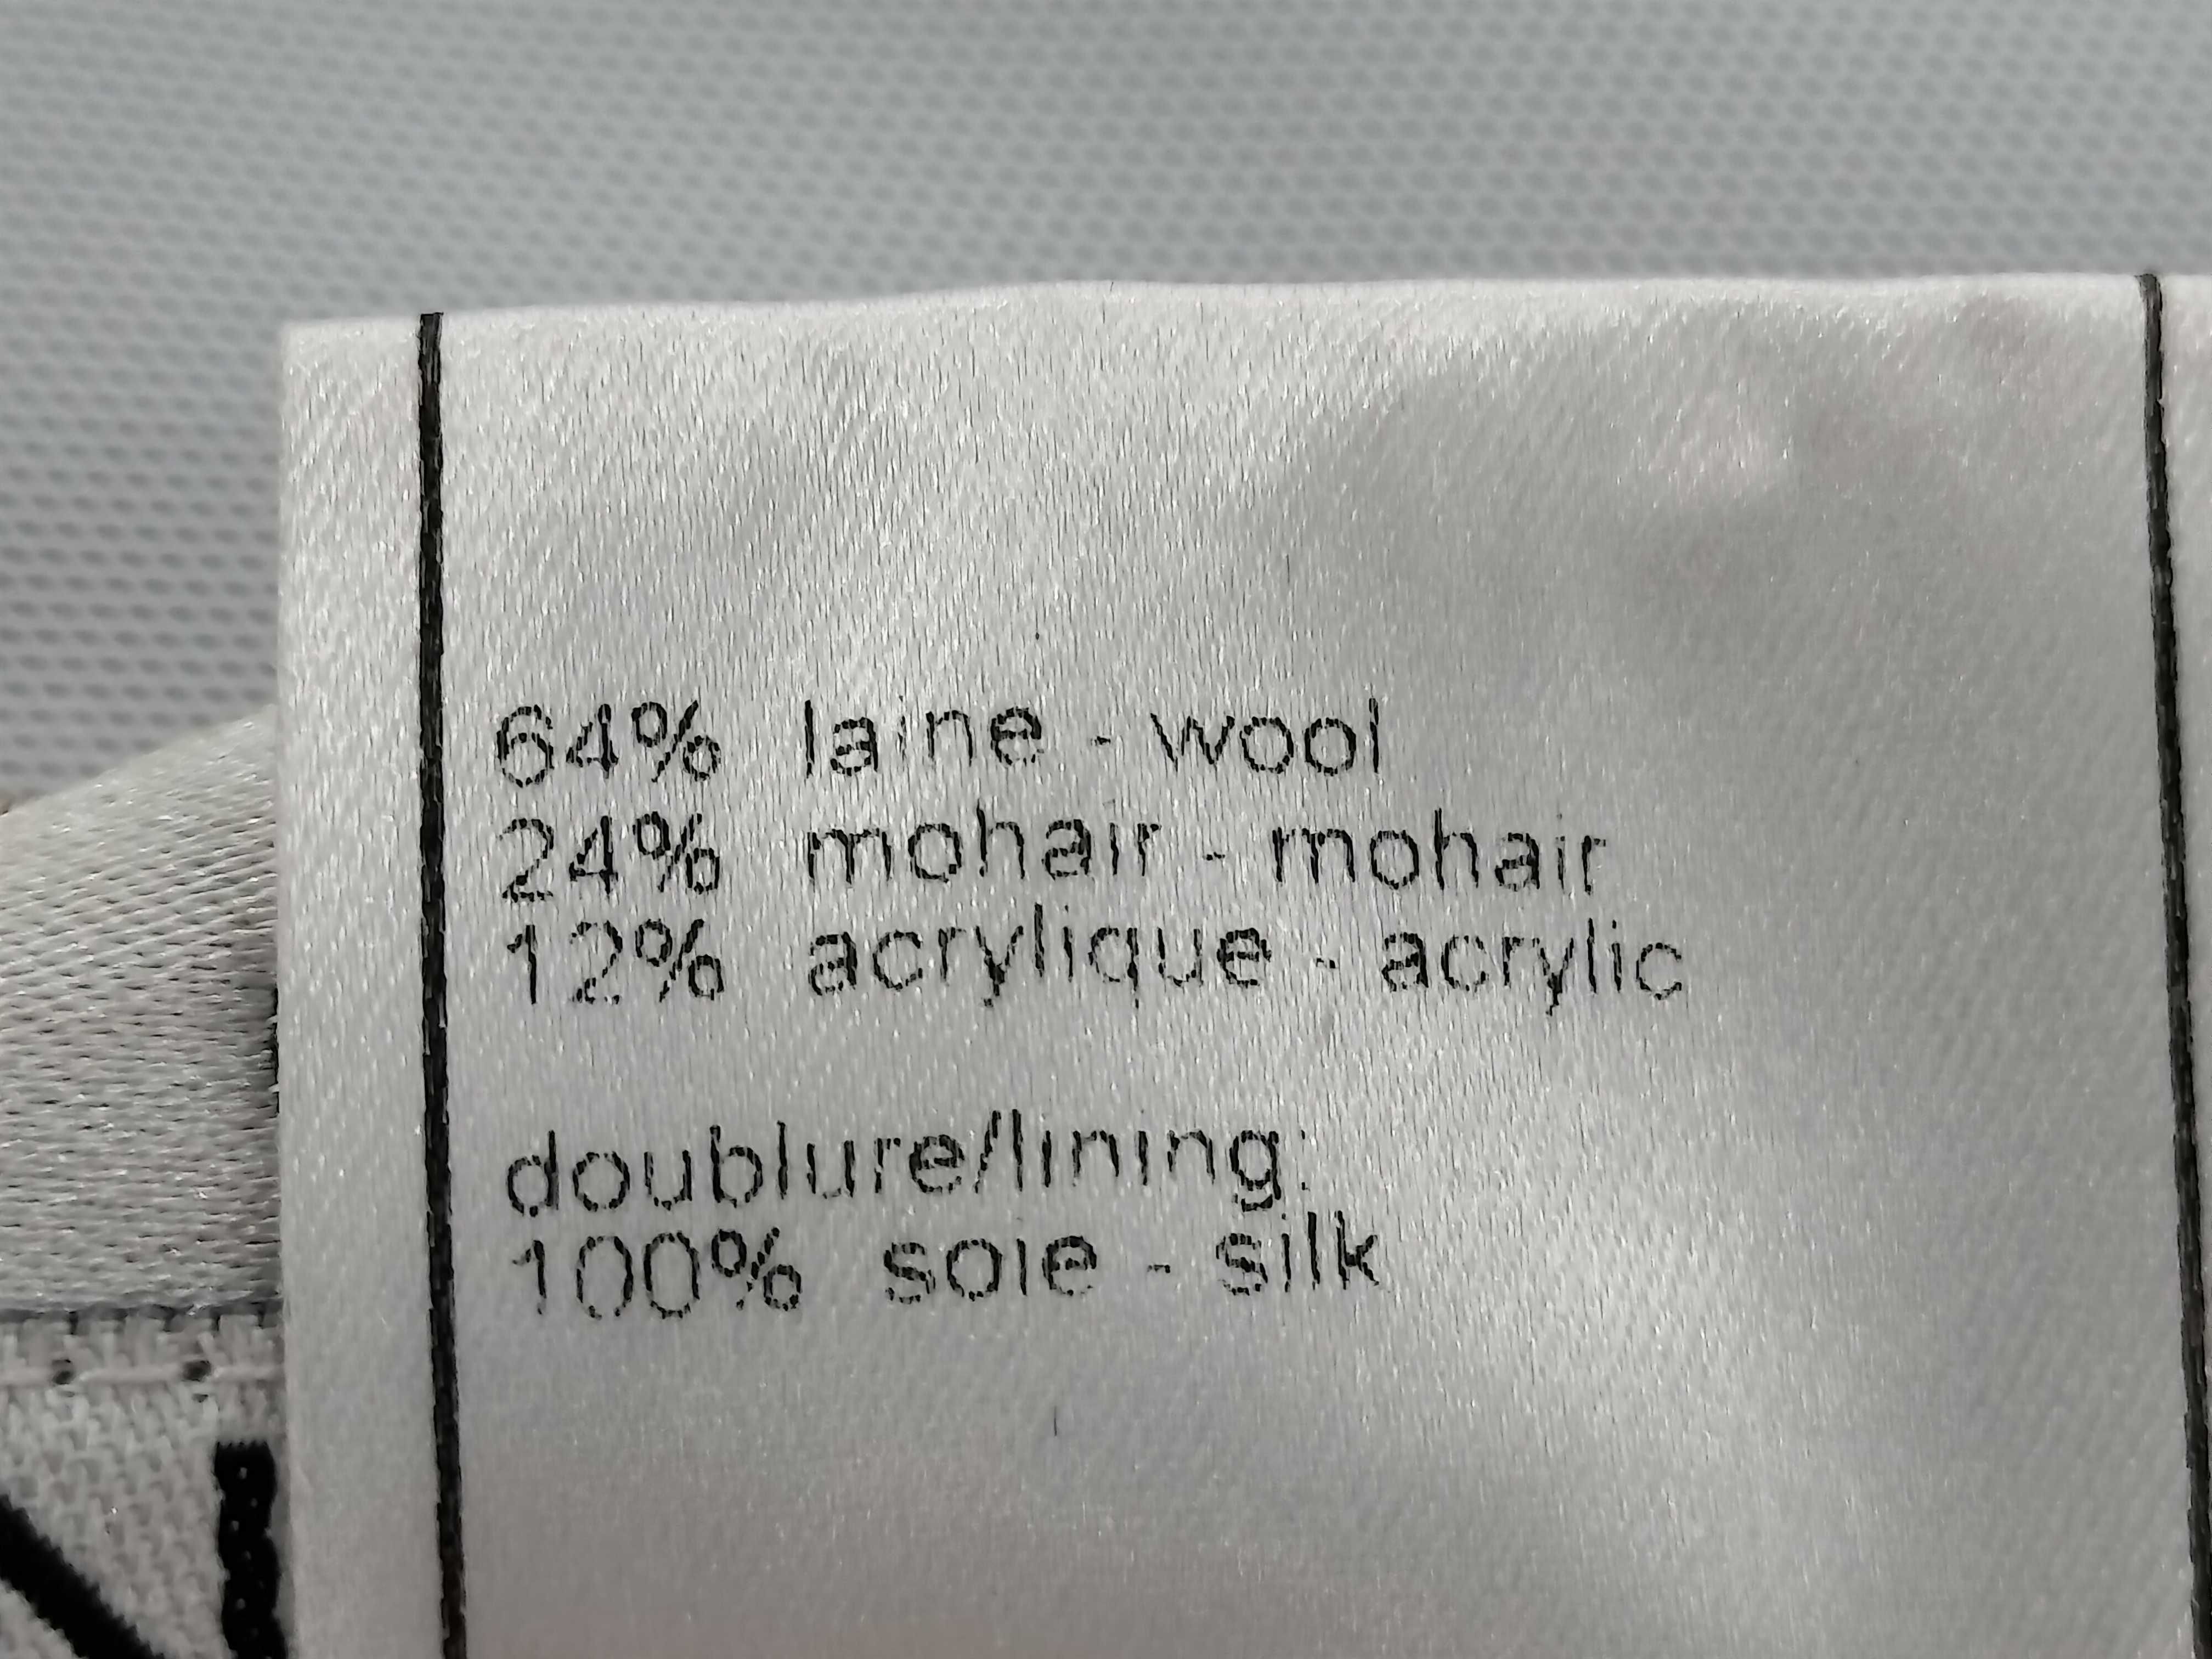 64% laine - wool
24% mohair - mohair
12% acrylique - acrylic
doublure/lining:
100% soie - silk